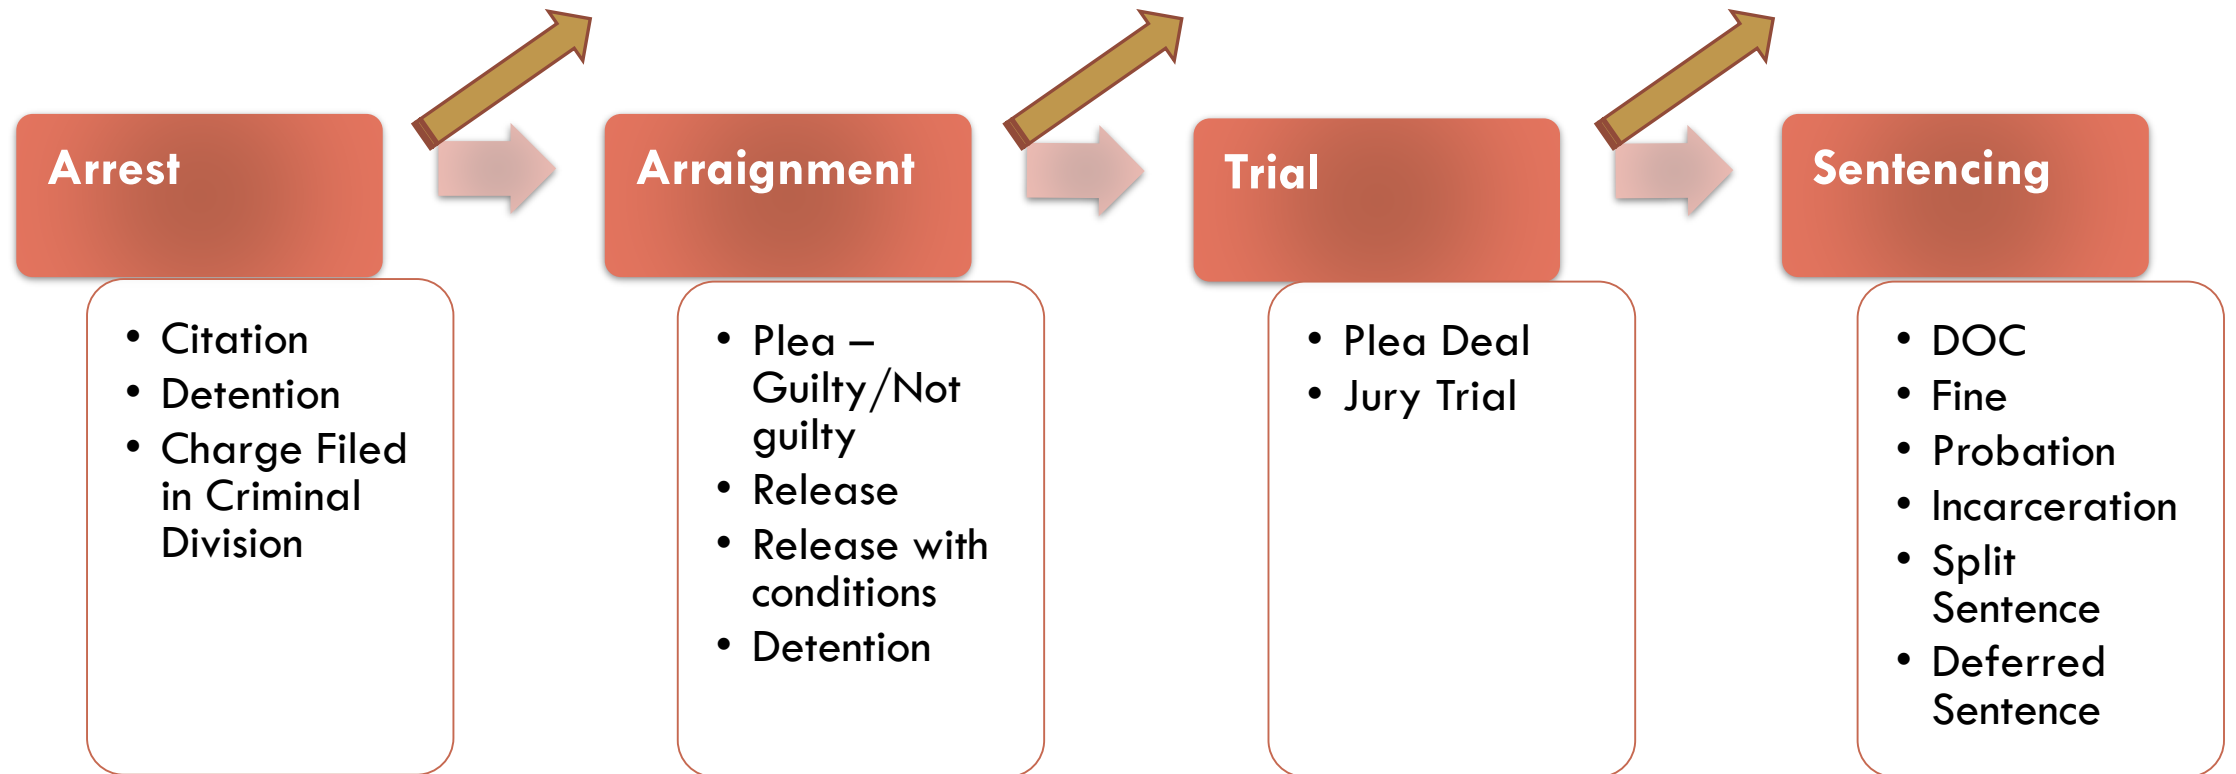 Arrest
• Citation
• Detention
• Charge Filed
in Criminal
Division
Arraignment
• Plea –
Guilty/Not
guilty
• Release
• Release with
conditions
• Detention
Trial
• Plea Deal
• Jury Trial
Sentencing
• DOC
• Fine
• Probation
• Incarceration
• Split
Sentence
• Deferred
Sentence